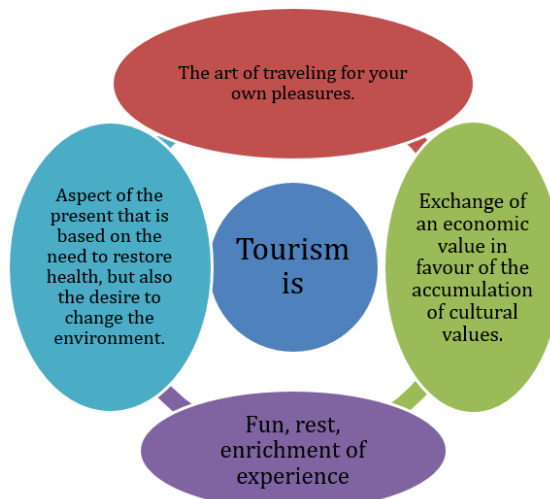 The art of traveling for your
own pleasures.
Aspect of the
present that is
based on the
need to restore
health, but also
the desire to
change the
environment.
Tourism
is
Exchange of
an economic
value in
favour of the
accumulation
of cultural
values.
Fun, rest,
enrichment of
experience